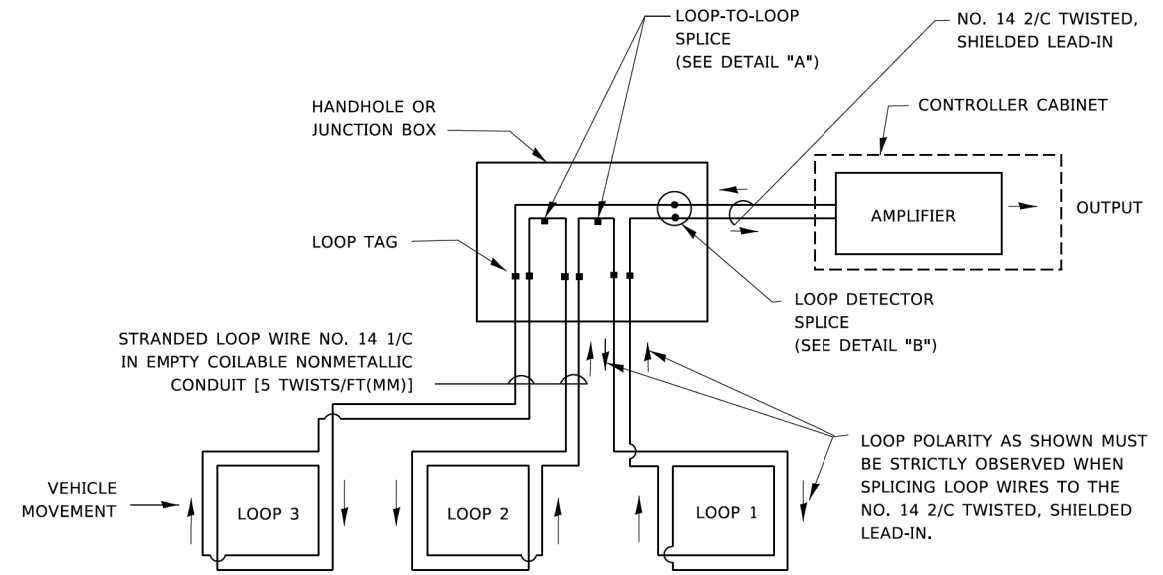 LOOP-TO-LOOP
SPLICE
(SEE DETAIL "A")
NO. 14 2/C TWISTED,
SHIELDED LEAD-IN
HANDHOLE OR
JUNCTION BOX
CONTROLLER CABINET
AMPLIFIER
OUTPUT
LOOP TAG
LOOP DETECTOR
SPLICE
(SEE DETAIL "B")
STRANDED LOOP WIRE NO. 14 1/C
IN EMPTY COILABLE NONMETALLIC
CONDUIT [5 TWISTS/FT(MM)]
LOOP POLARITY AS SHOWN MUST
BE STRICTLY OBSERVED WHEN
SPLICING LOOP WIRES TO THE
NO. 14 2/C TWISTED, SHIELDED
LEAD-IN.
VEHICLE
MOVEMENT
LOOP 3
LOOP 2
LOOP 1